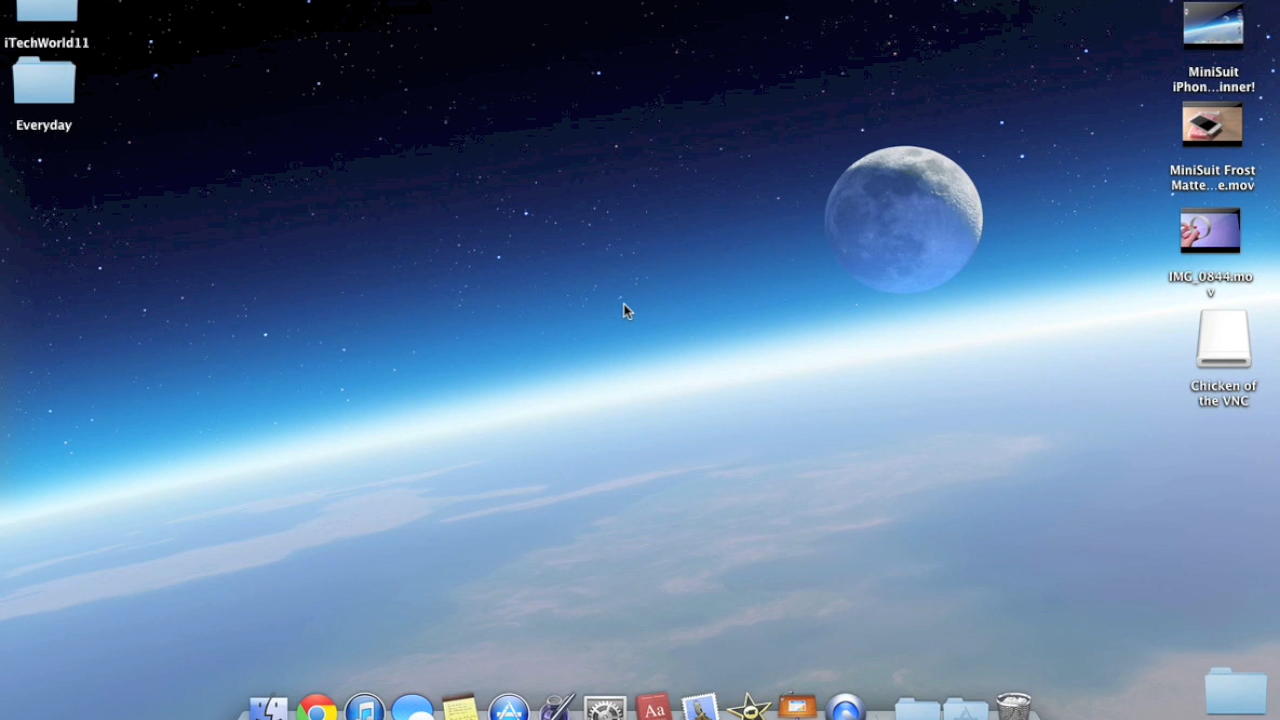 iTechWorld11
Everyday
MiniSuit
iPhon...inner!
MiniSuit Frost
Matte...e.mov
IMG_0844.mo
v
Chicken of
the VNC
Aa